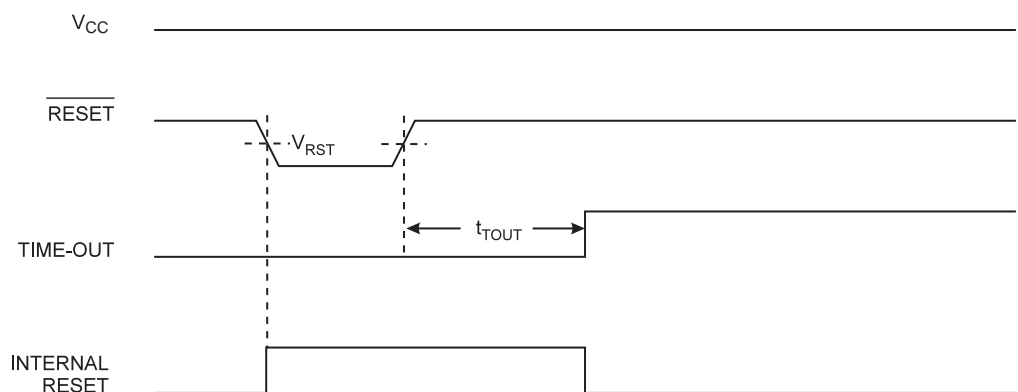 VCC
RESET
VRST
tTOUT
TIME-OUT
INTERNAL
RESET